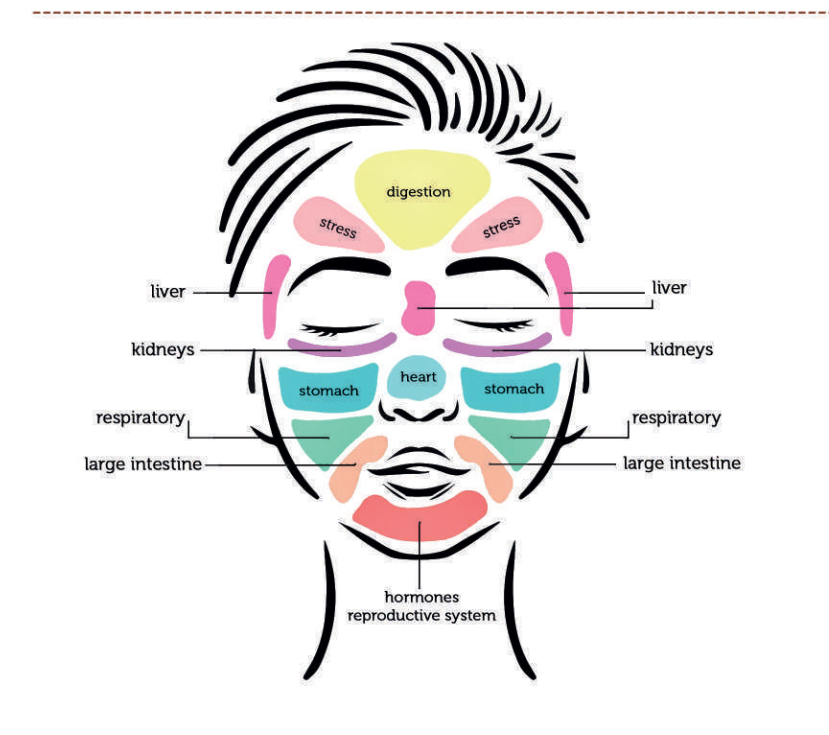 digestion
stress
stress
liver
liver
kidneys
kidneys
heart
stomach
stomach
respiratory
respiratory
large intestine
large intestine
hormones
reproductive system